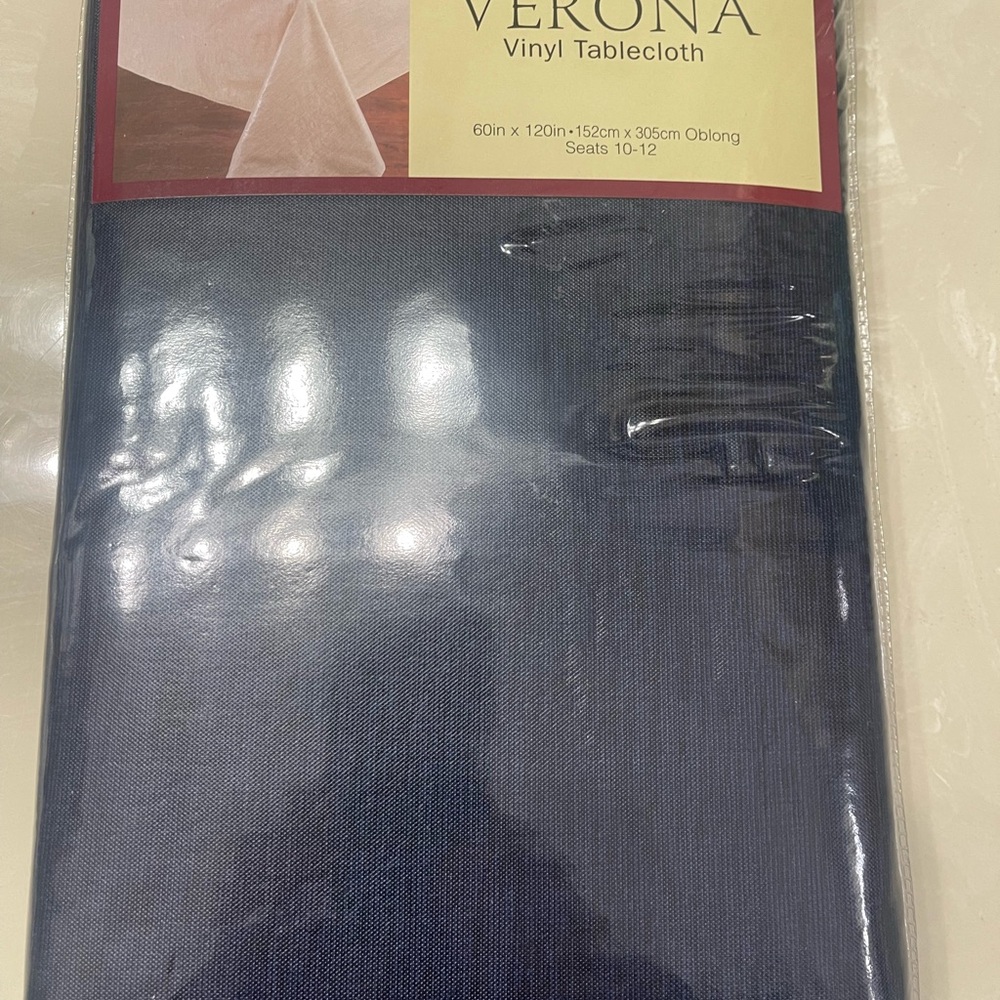 VERONA
Vinyl Tablecloth
60in x 120in•152cm x 305cm Oblong
Seats 10-12